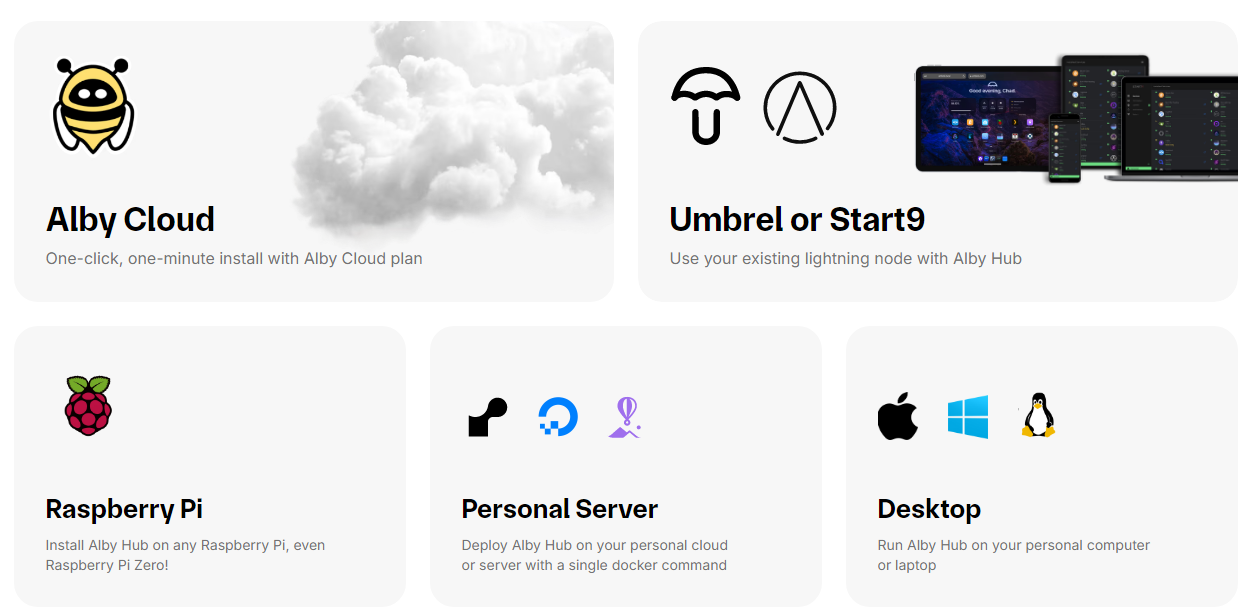 Alby Cloud
One-click, one-minute install with Alby Cloud plan
Good evening, Chart.
Umbrel or Start9
Use your existing lightning node with Alby Hub
Raspberry Pi
Install Alby Hub on any Raspberry Pi, even
Raspberry Pi Zero!
Personal Server
Deploy Alby Hub on your personal cloud
or server with a single docker command
Desktop
Run Alby Hub on your personal computer
or laptop